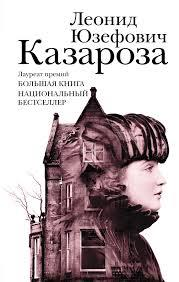 Леонид
Юзефович
Казароза
Лауреат премий
БОЛЬШАЯ КНИГА
НАЦИОНАЛЬНЫЙ
БЕСТСЕЛЛЕР